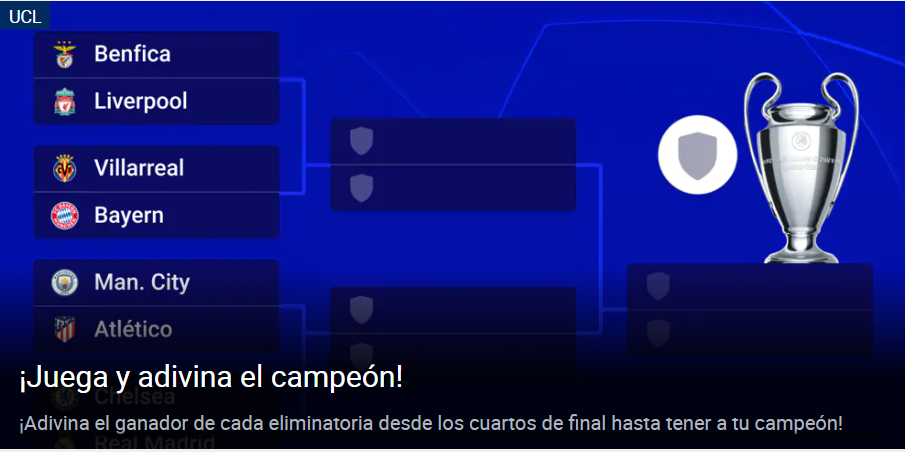 UCL
Benfica
Liverpool
Villarreal
Bayern
Man. City
Atlético
Chelsea
Real Madrid
¡Juega y adivina el campeón!
¡Adivina el ganador de cada eliminatoria desde los cuartos de final hasta tener a tu campeón!